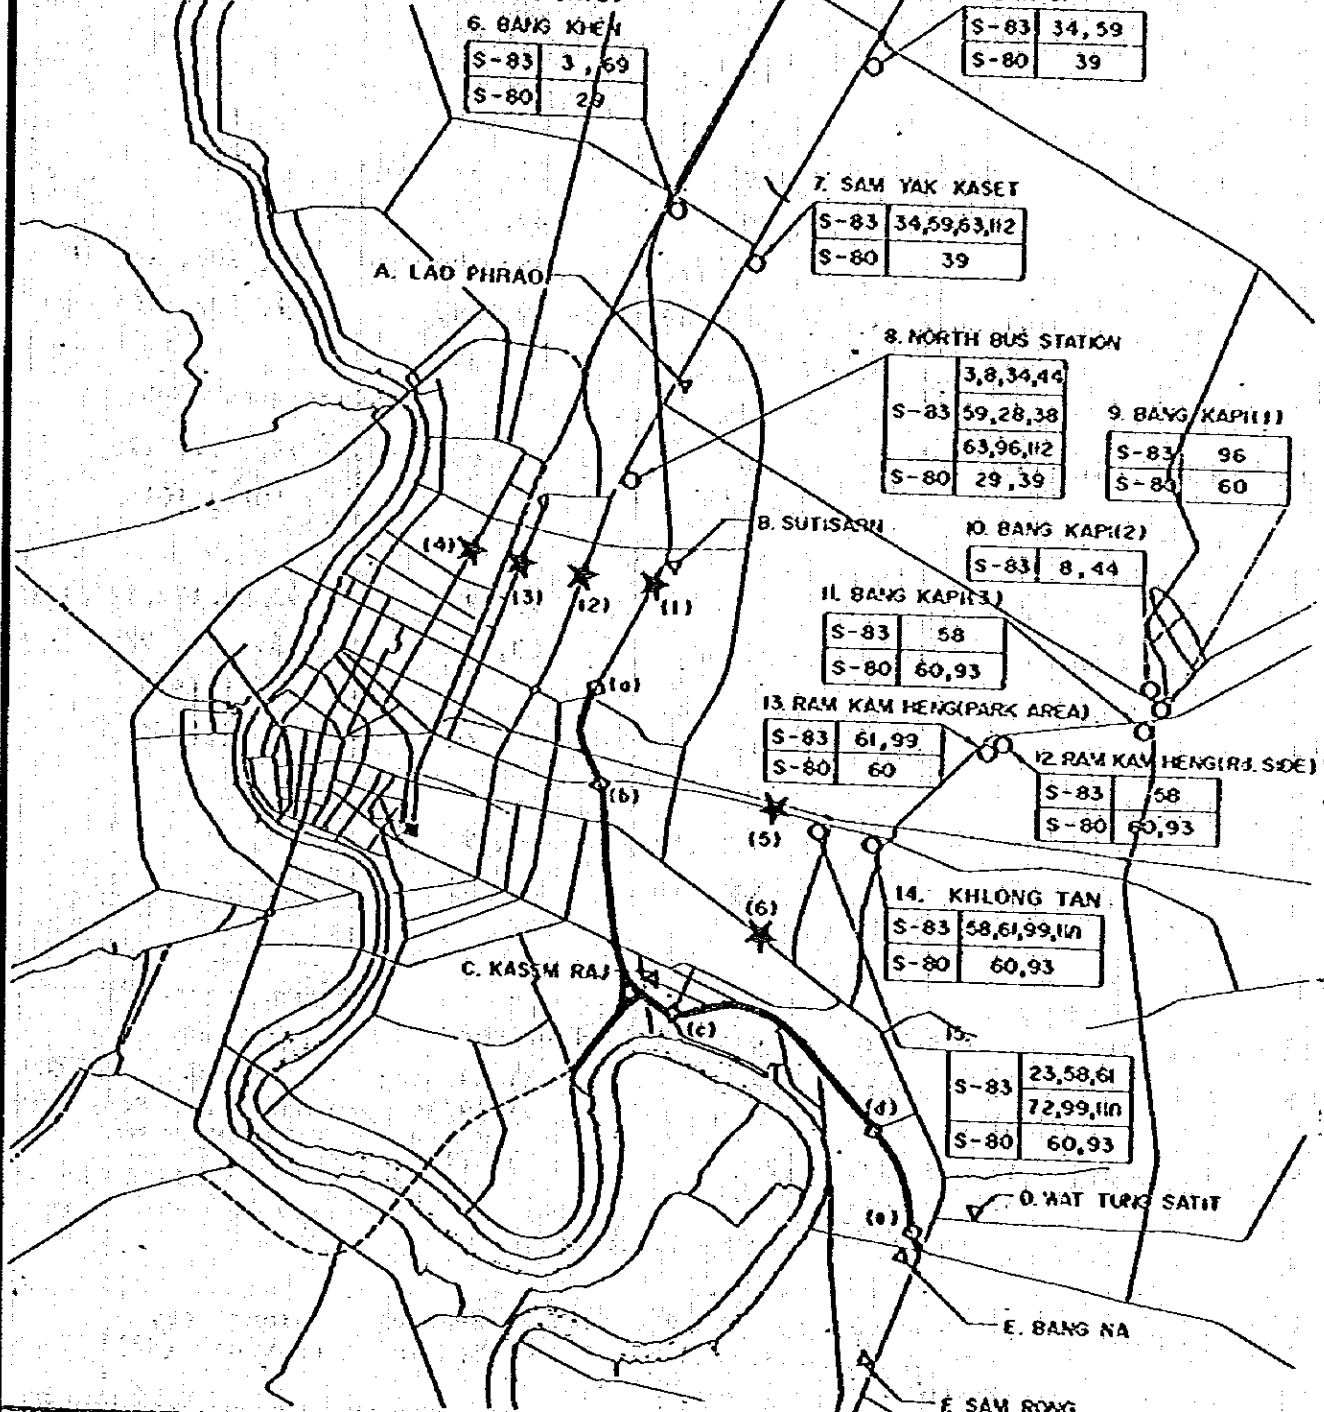 6. BANG KHEN
S-83 3, 69
S-80 29
S-83 34,59
S-80 39
7. SAM YAK KASET
S-83 34,59,63,112
S-80 39
A. LAD PHRAO
8. NORTH BUS STATION
3,8,34,44
S-83 59,28,38
63,96,112
S-80 29,39
9. BANG KAPI(1)
S-83 96
S-83 60
B. SUTISARN
10. BANG KAPI(2)
S-83 8,44
(4)
(3)
(2)
(1)
11. BANG KAPI(3)
S-83 58
S-80 60,93
(a)
13. RAM KAM HENG(PARK AREA)
S-83 61,99
S-80 60
12. RAM KAM HENG(RD. SIDE)
S-83 58
S-80 60,93
(b)
(5)
(6)
14. KHLONG TAN
S-83 58,61,99,110
S-80 60,93
C. KASEM RAJ
(c)
15.
S-83 23,58,61
72,99,110
S-80 60,93
(d)
D. WAT TUNG SATIT
(e)
E. BANG NA
SAM RONG